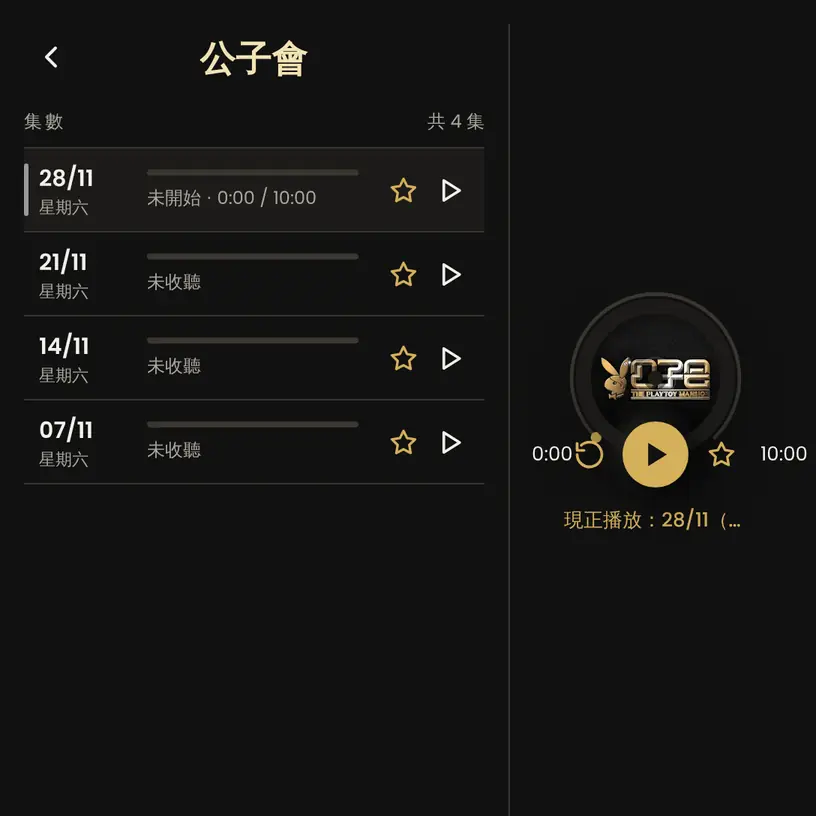 公子會
集數
共 4 集
28/11
星期六
未開始 · 0:00 / 10:00
21/11
星期六
未收聽
14/11
星期六
未收聽
07/11
星期六
未收聽
THE PLAYTOY MANSION
0:00
10:00
現正播放：28/11（...